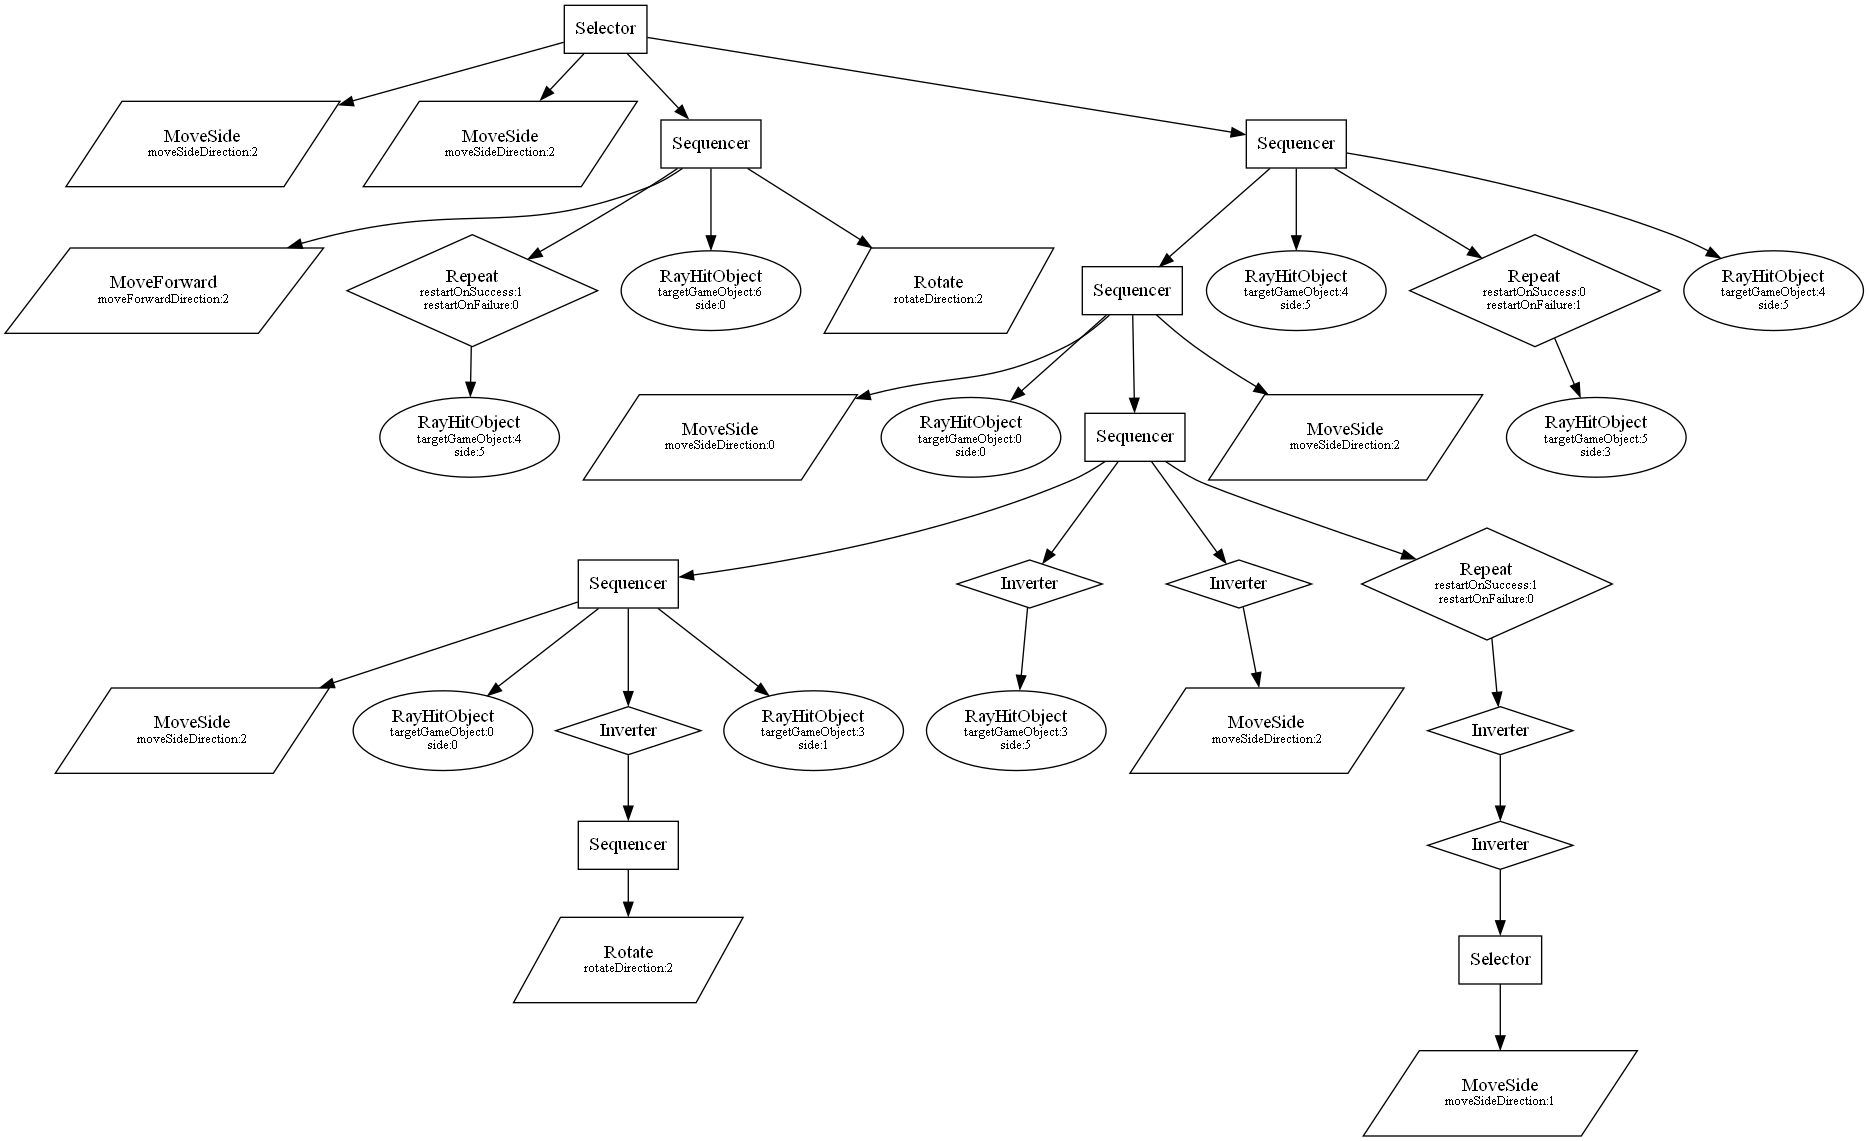 Selector
MoveSide
moveSideDirection:2
MoveSide
moveSideDirection:2
Sequencer
Sequencer
MoveForward
moveForwardDirection:2
Repeat
restartOnSuccess:1
restartOnFailure:0
RayHitObject
targetGameObject:6
side:0
Rotate
rotateDirection:2
Sequencer
RayHitObject
targetGameObject:4
side:5
Repeat
restartOnSuccess:0
restartOnFailure:1
RayHitObject
targetGameObject:4
side:5
RayHitObject
targetGameObject:4
side:5
MoveSide
moveSideDirection:0
RayHitObject
targetGameObject:0
side:0
Sequencer
MoveSide
moveSideDirection:2
RayHitObject
targetGameObject:5
side:3
Sequencer
Inverter
Inverter
Repeat
restartOnSuccess:1
restartOnFailure:0
MoveSide
moveSideDirection:2
RayHitObject
targetGameObject:0
side:0
Inverter
RayHitObject
targetGameObject:3
side:1
RayHitObject
targetGameObject:3
side:5
MoveSide
moveSideDirection:2
Inverter
Sequencer
Inverter
Rotate
rotateDirection:2
Selector
MoveSide
moveSideDirection:1